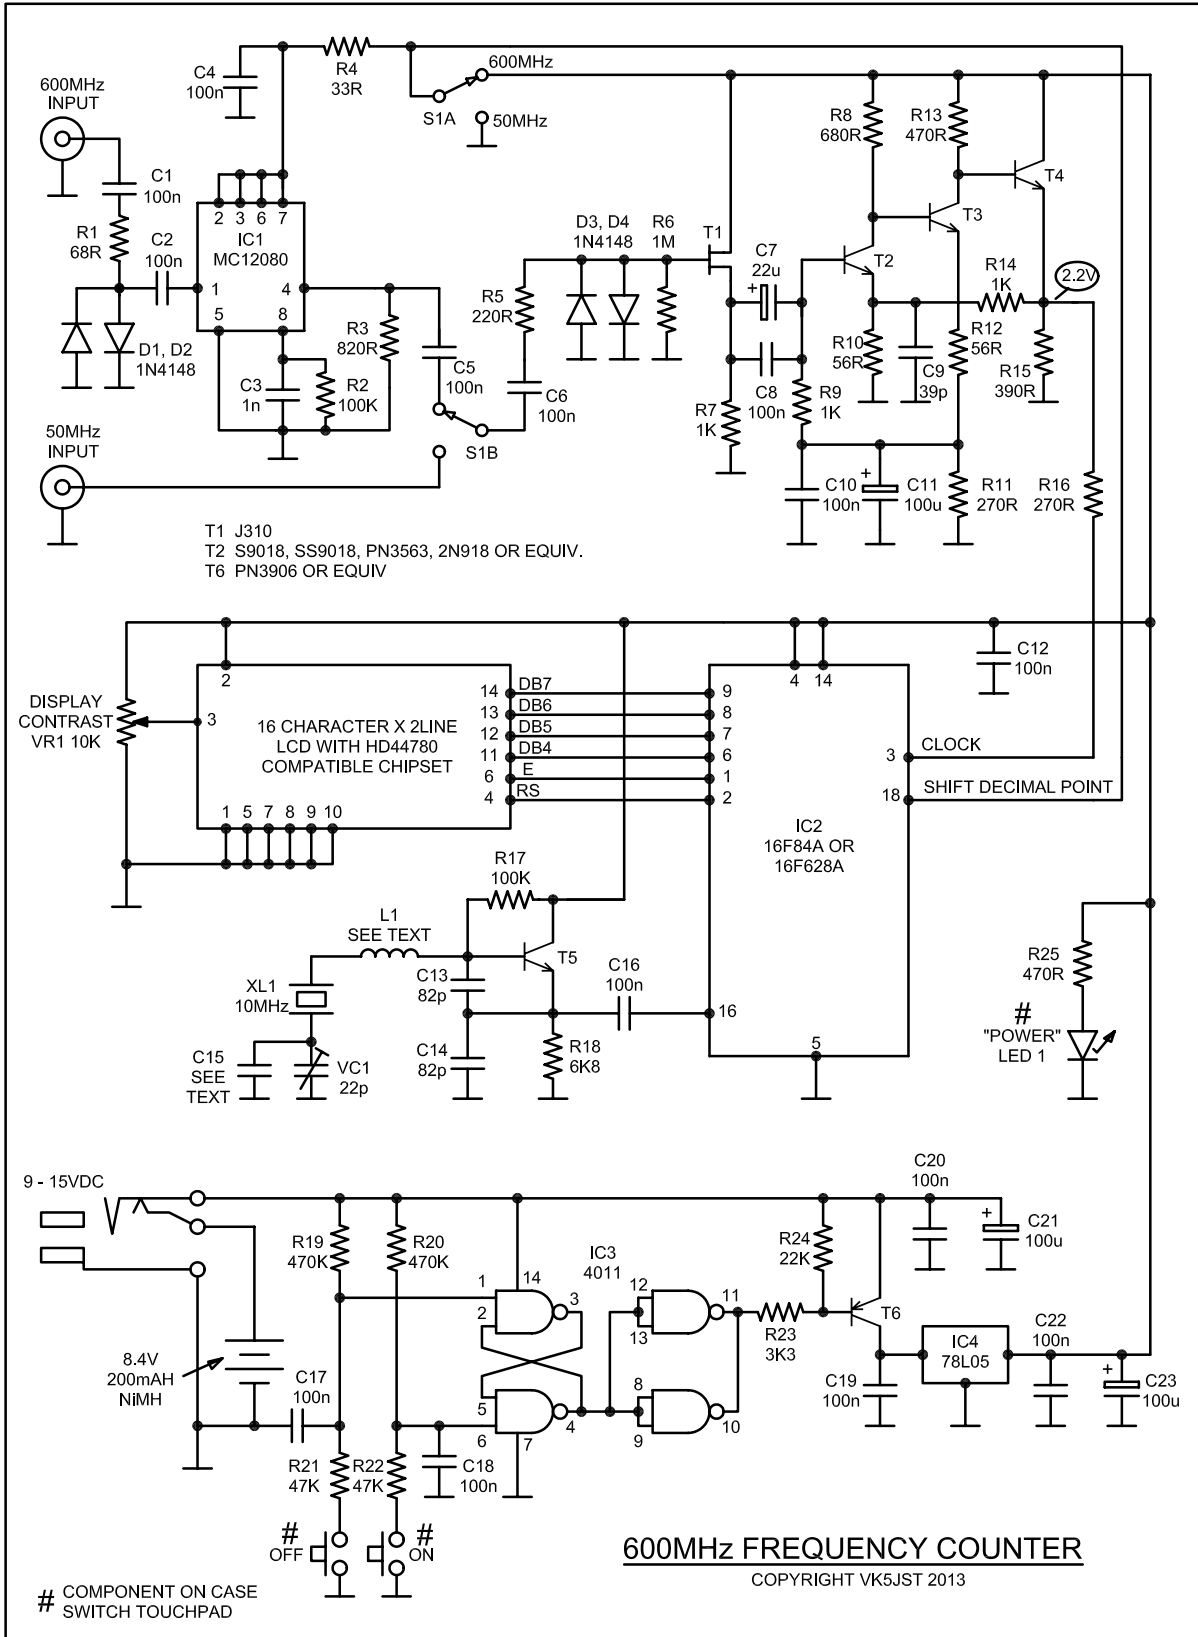 600MHz
INPUT
C4
100n
R4
33R
600MHz
S1A
50MHz
C1
100n
R1
68R
C2
100n
2 3 6 7
IC1
MC12080
1
4
5
8
D1, D2
1N4148
C3
1n
R2
100K
R3
820R
C5
100n
S1B
C6
100n
R5
220R
D3, D4
1N4148
R6
1M
T1
C7
22u
+
R8
680R
R13
470R
T4
T3
T2
R14
1K
2.2V
R7
1K
C8
100n
R9
1K
R10
56R
C9
39p
R12
56R
R15
390R
50MHz
INPUT
C10
100n
+
C11
100u
R11
270R
R16
270R
T1 J310
T2 S9018, SS9018, PN3563, 2N918 OR EQUIV.
T6 PN3906 OR EQUIV
DISPLAY
CONTRAST
VR1 10K
2
3
16 CHARACTER X 2LINE
LCD WITH HD44780
COMPATIBLE CHIPSET
14 DB7 9
13 DB6 8
12 DB5 7
11 DB4 6
6 E 1
4 RS 2
1 5 7 8 9 10
4 14
C12
100n
3 CLOCK
18 SHIFT DECIMAL POINT
IC2
16F84A OR
16F628A
16
5
R17
100K
L1
SEE TEXT
T5
XL1
10MHz
C13
82p
C16
100n
C14
82p
R18
6K8
C15
SEE
TEXT
VC1
22p
R25
470R
#
"POWER"
LED 1
9 - 15VDC
8.4V
200mAH
NiMH
R19
470K
R20
470K
C17
100n
R21
47K
R22
47K
C18
100n
#
OFF
#
ON
1
2
14
3
5
6
4
7
IC3
4011
12
13
11
8
9
10
R23
3K3
R24
22K
T6
C20
100n
+
C21
100u
IC4
78L05
C19
100n
C22
100n
+
C23
100u
600MHz FREQUENCY COUNTER
COPYRIGHT VK5JST 2013
# COMPONENT ON CASE
SWITCH TOUCHPAD